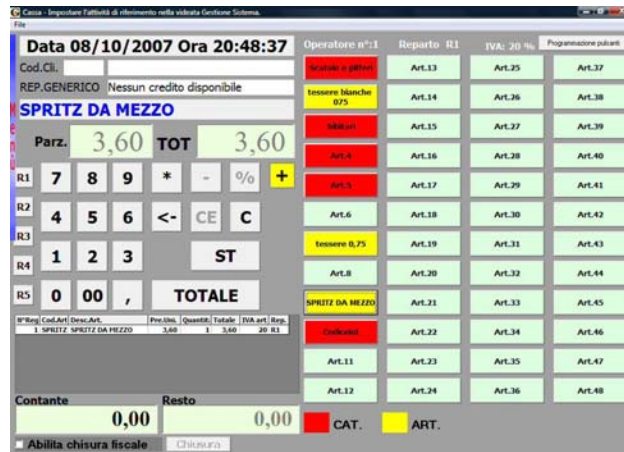 Cassa - Impostare l'attività di riferimento nella videata Gestione Sistema.
File
Data 08/10/2007 Ora 20:48:37
Cod.Cli.
REP.GENERICO Nessun credito disponibile
SPRITZ DA MEZZO
Parz. 3,60 TOT 3,60
R1 7 8 9 * - % +
R2 4 5 6 <- CE C
R3
R4 1 2 3 ST
R5 0 00 , TOTALE
N°Reg Cod.Art Desc.Art. Pre.Uni. Quantit. Totale IVA art Rep.
1 SPRITZ SPRITZ DA MEZZO 3,60 1 3,60 20 R1
Contante Resto
0,00 0,00
Abilita chisura fiscale Chiusura
Operatore n°:1 Reparto R1 IVA: 20 % Programmazione pulsanti
Art.13 Art.25 Art.37
tessere bianche 075 Art.14 Art.26 Art.38
bibitari Art.15 Art.27 Art.39
Art.4 Art.16 Art.28 Art.40
Art.5 Art.17 Art.29 Art.41
Art.6 Art.18 Art.30 Art.42
tessere 0,75 Art.19 Art.31 Art.43
Art.8 Art.20 Art.32 Art.44
SPRITZ DA MEZZO Art.21 Art.33 Art.45
Art.22 Art.34 Art.46
Art.11 Art.23 Art.35 Art.47
Art.12 Art.24 Art.36 Art.48
CAT. ART.